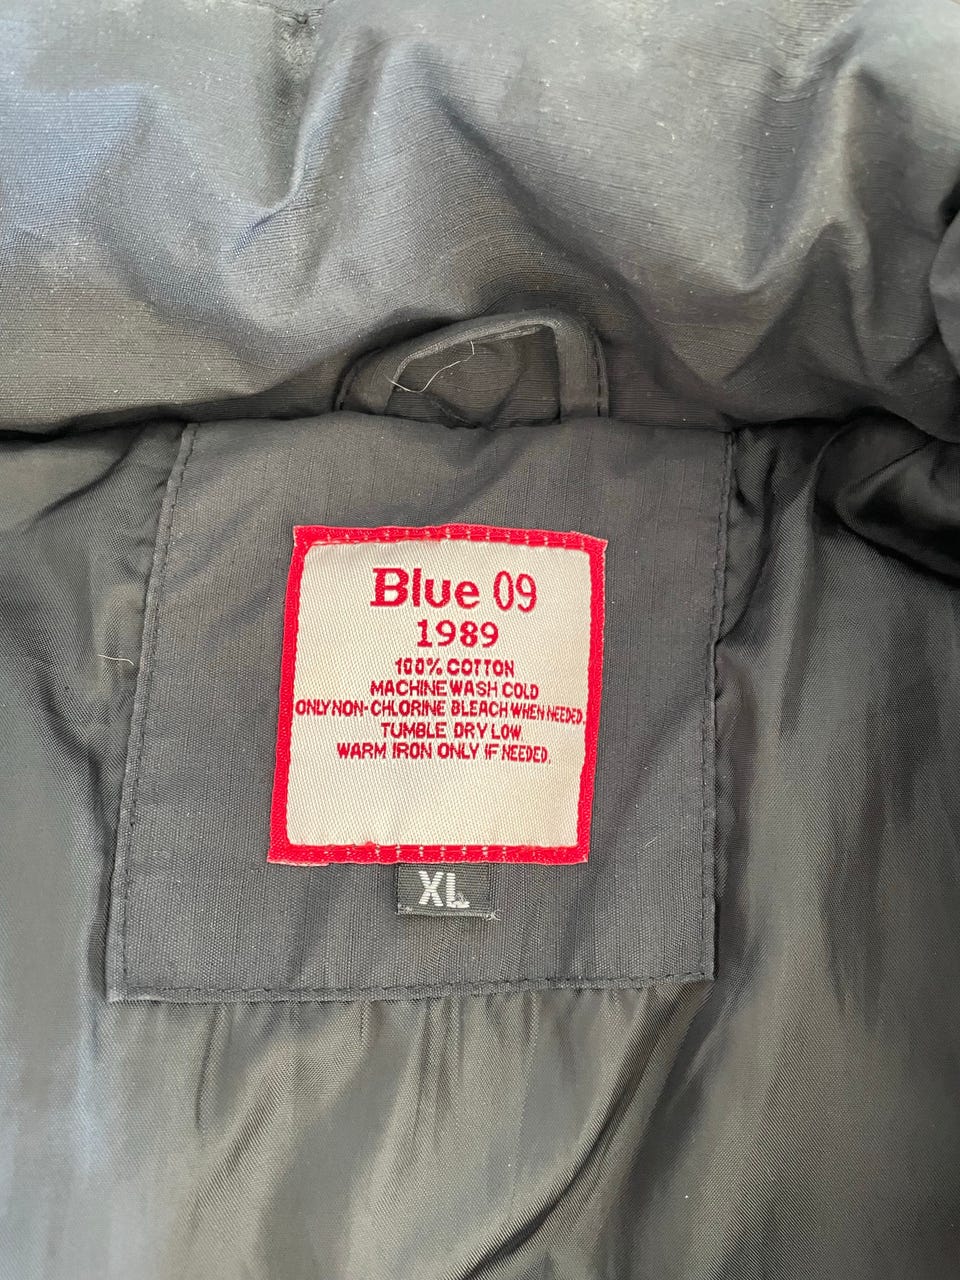 Blue 09
1989
100% COTTON
MACHINE WASH COLD
ONLY NON-CHLORINE BLEACH WHEN NEEDED.
TUMBLE DRY LOW.
WARM IRON ONLY IF NEEDED.
XL